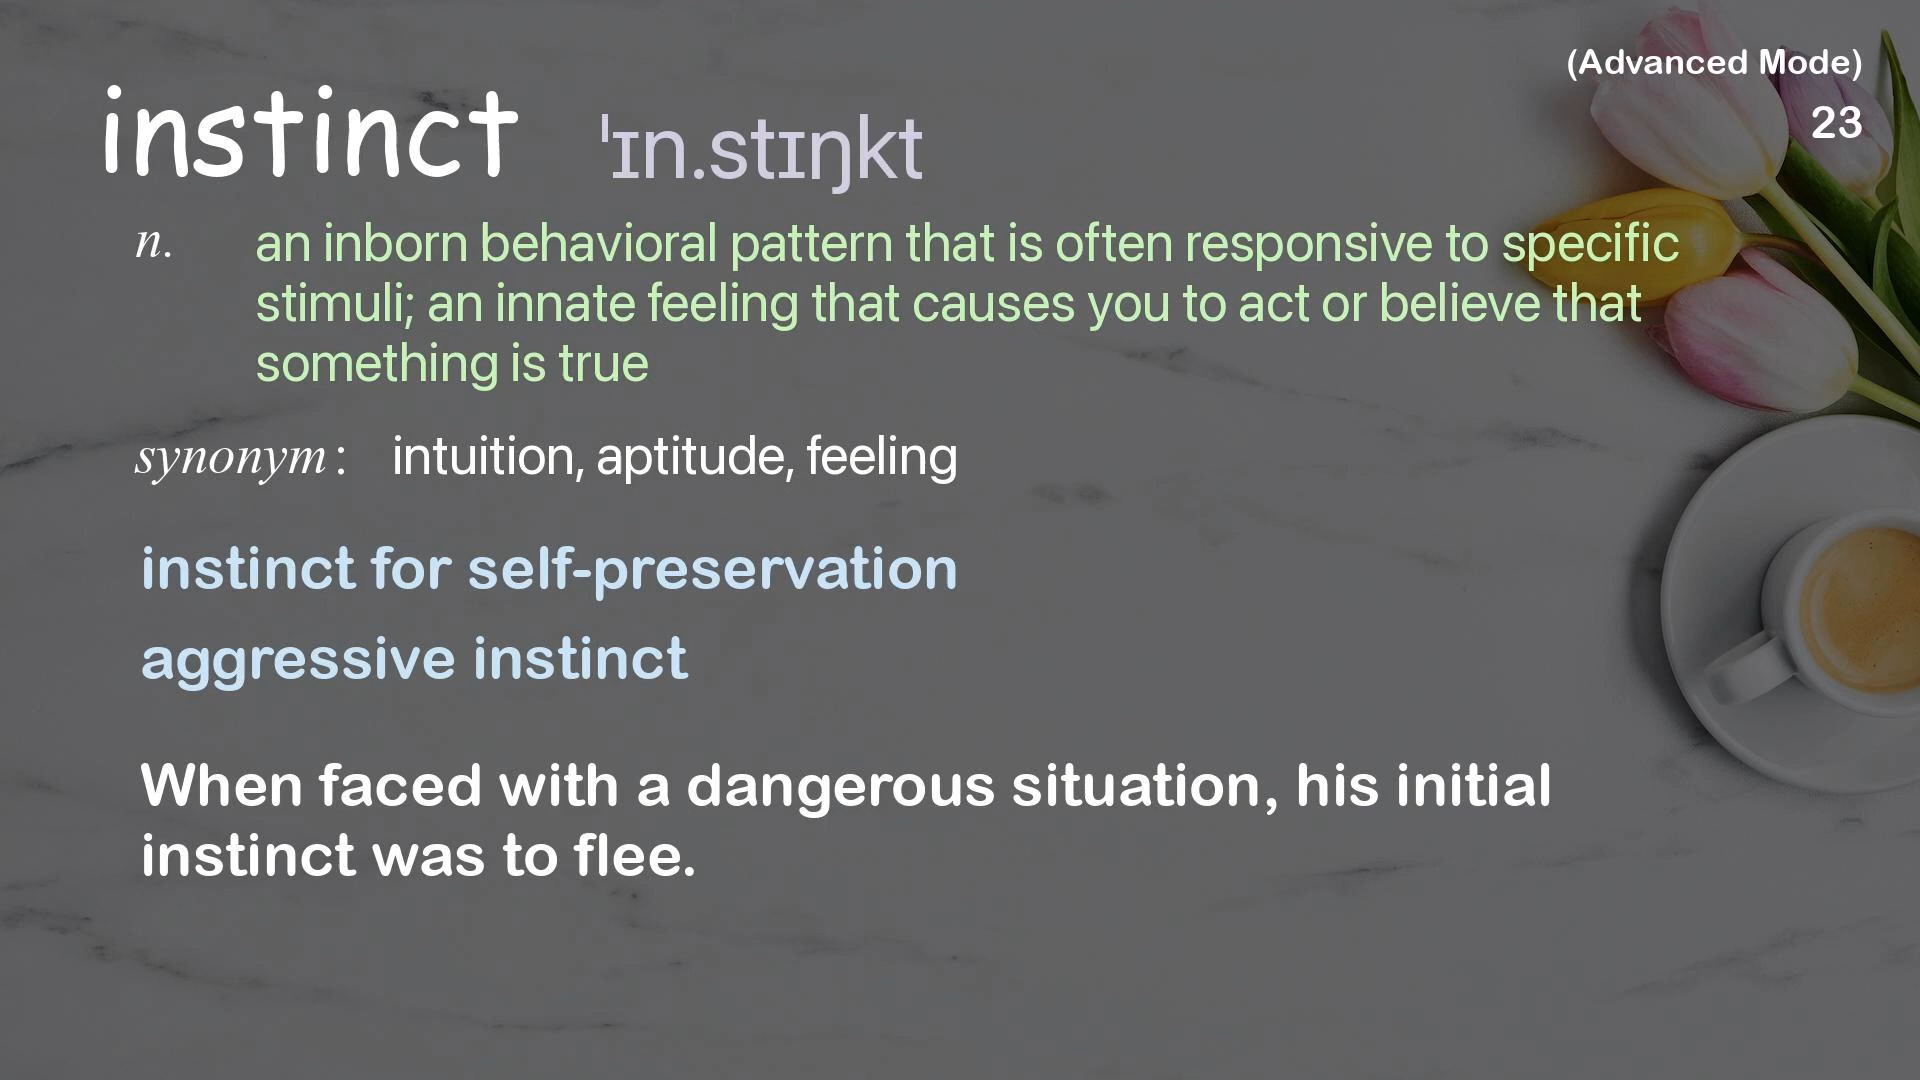 (Advanced Mode)
23
instinct ˈɪn.stɪŋkt
n. an inborn behavioral pattern that is often responsive to specific
stimuli; an innate feeling that causes you to act or believe that
something is true
synonym : intuition, aptitude, feeling
instinct for self-preservation
aggressive instinct
When faced with a dangerous situation, his initial
instinct was to flee.